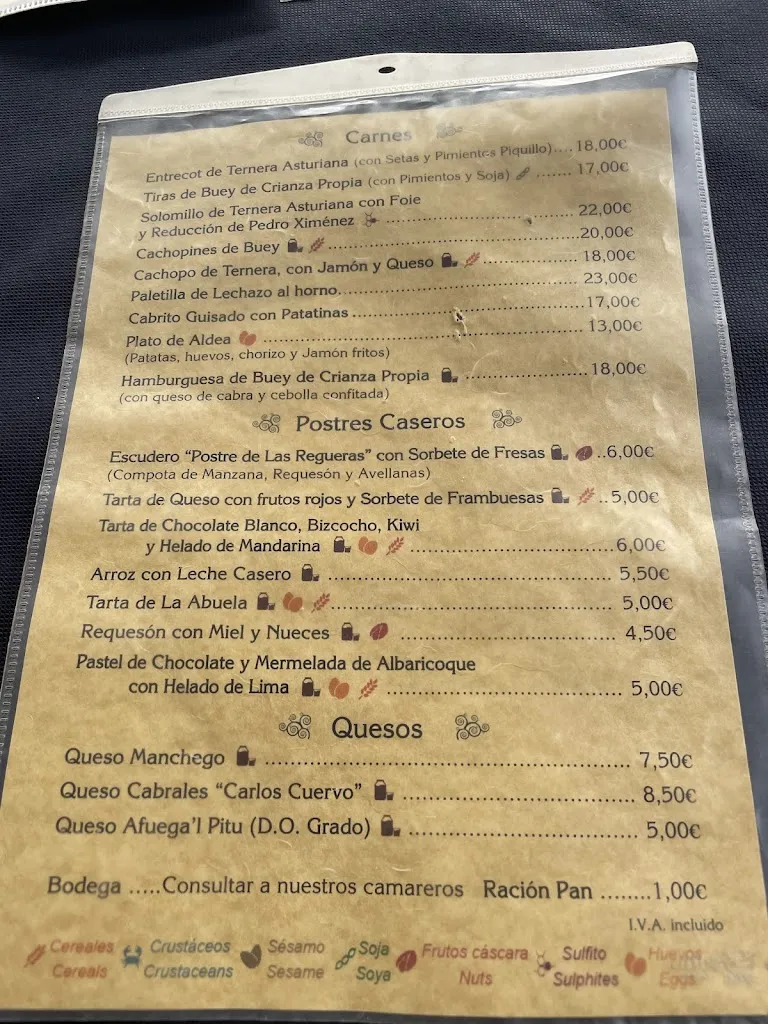 Carnes
Entrecot de Ternera Asturiana (con Setas y Pimientos Piquillo).... 18,00€
Tiras de Buey de Crianza Propia (con Pimientos y Soja) ....... 17,00€
Solomillo de Ternera Asturiana con Foie
y Reducción de Pedro Ximénez ........ 22,00€
Cachopines de Buey ........ 20,00€
Cachopo de Ternera, con Jamón y Queso ........ 18,00€
Paletilla de Lechazo al horno........ 23,00€
Cabrito Guisado con Patatinas ........ 17,00€
Plato de Aldea ........ 13,00€
(Patatas, huevos, chorizo y Jamón fritos)
Hamburguesa de Buey de Crianza Propia ........ 18,00€
(con queso de cabra y cebolla confitada)
Postres Caseros
Escudero “Postre de Las Regueras” con Sorbete de Fresas ..6,00€
(Compota de Manzana, Requesón y Avellanas)
Tarta de Queso con frutos rojos y Sorbete de Frambuesas ..5,00€
Tarta de Chocolate Blanco, Bizcocho, Kiwi
y Helado de Mandarina ........ 6,00€
Arroz con Leche Casero ........ 5,50€
Tarta de La Abuela ........ 5,00€
Requesón con Miel y Nueces ........ 4,50€
Pastel de Chocolate y Mermelada de Albaricoque
con Helado de Lima ........ 5,00€
Quesos
Queso Manchego ........ 7,50€
Queso Cabrales “Carlos Cuervo” ........ 8,50€
Queso Afuega’l Pitu (D.O. Grado) ........ 5,00€
Bodega .....Consultar a nuestros camareros Ración Pan ........1,00€
I.V.A. incluido
Cereales Crustáceos Sésamo Soja Frutos cáscara Sulfito Huevos
Cereals Crustaceans Sesame Soya Nuts Sulphites Eggs